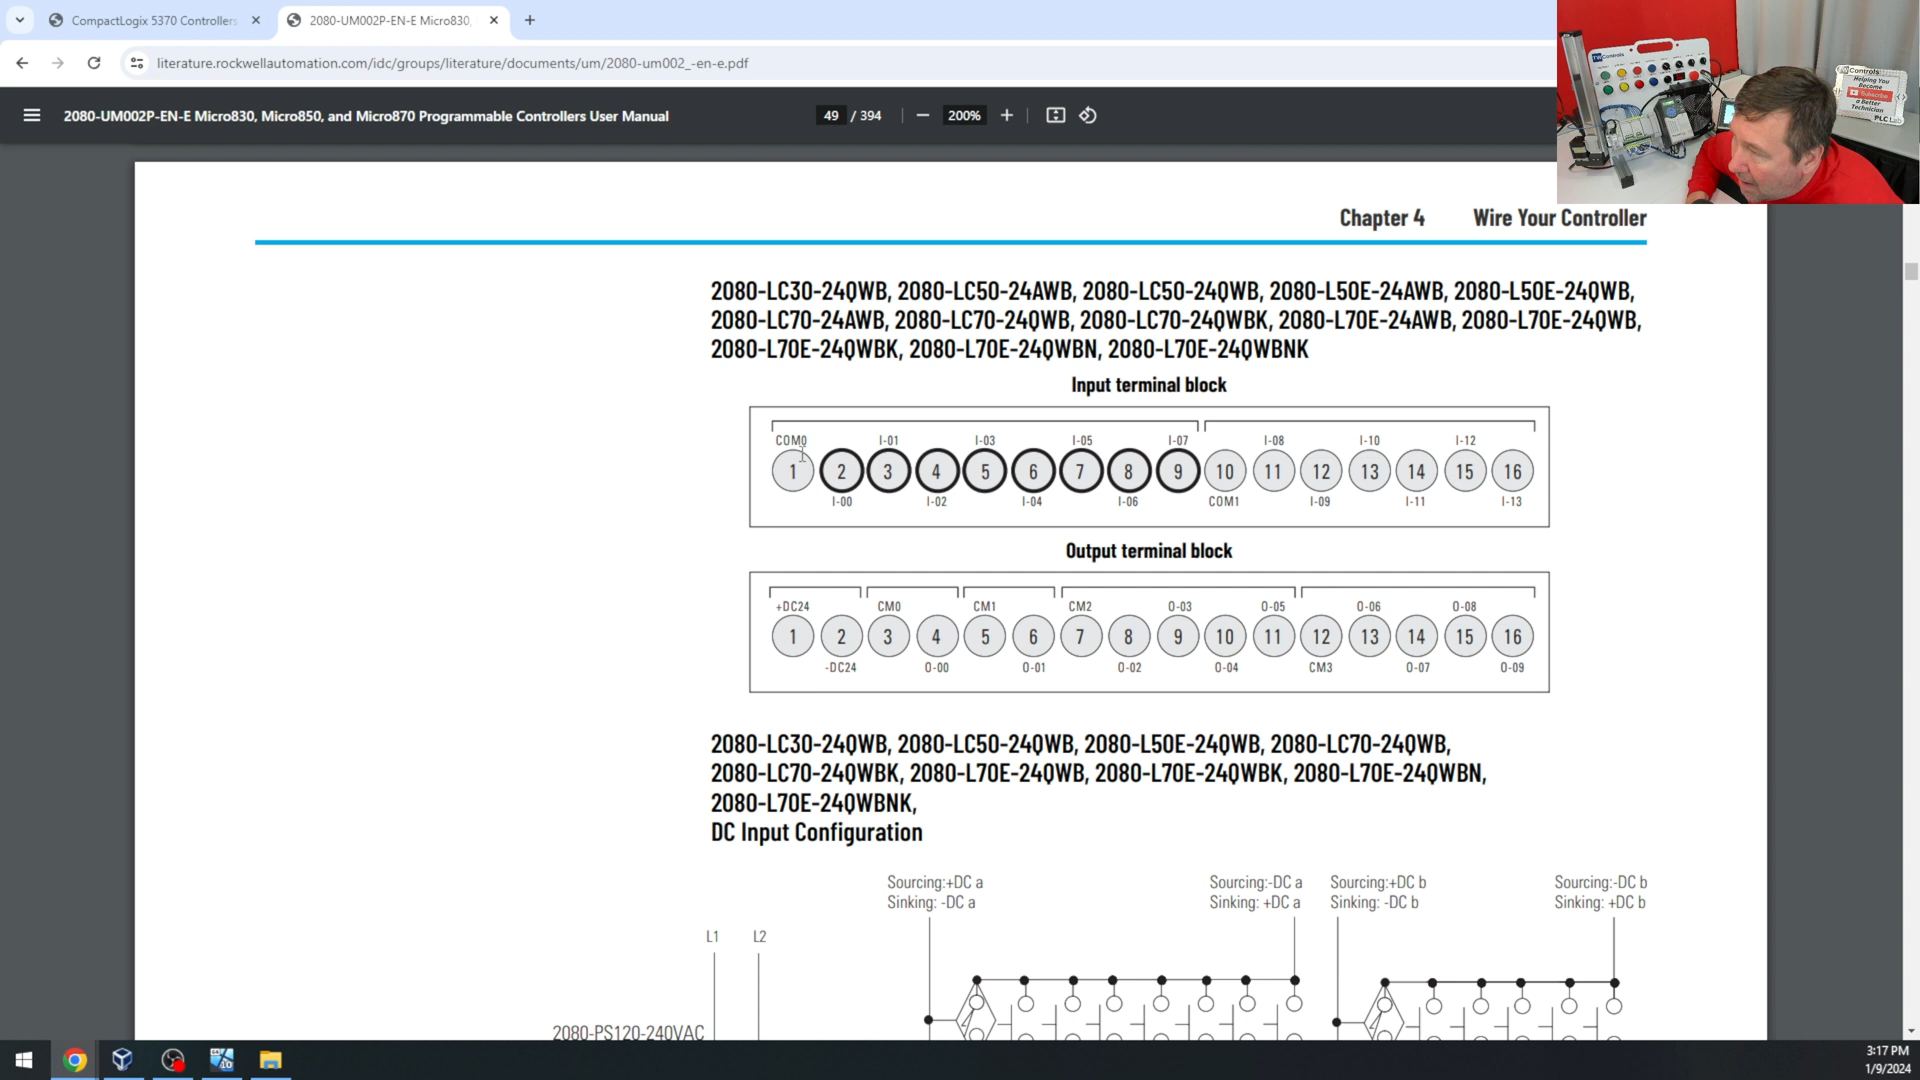 CompactLogix 5370 Controllers
2080-UM002P-EN-E Micro830,
literature.rockwellautomation.com/idc/groups/literature/documents/um/2080-um002_-en-e.pdf
2080-UM002P-EN-E Micro830, Micro850, and Micro870 Programmable Controllers User Manual
49 / 394
200%
TWControls
Helping You
Become
Subscribe
a Better
Technician
PLC Lab
Chapter 4 Wire Your Controller
2080-LC30-24QWB, 2080-LC50-24AWB, 2080-LC50-24QWB, 2080-L50E-24AWB, 2080-L50E-24QWB,
2080-LC70-24AWB, 2080-LC70-24QWB, 2080-LC70-24QWBK, 2080-L70E-24AWB, 2080-L70E-24QWB,
2080-L70E-24QWBK, 2080-L70E-24QWBN, 2080-L70E-24QWBNK
Input terminal block
COM0 I-01 I-03 I-05 I-07 I-08 I-10 I-12
1 2 3 4 5 6 7 8 9 10 11 12 13 14 15 16
I-00 I-02 I-04 I-06 COM1 I-09 I-11 I-13
Output terminal block
+DC24 CM0 CM1 CM2 O-03 O-05 O-06 O-08
1 2 3 4 5 6 7 8 9 10 11 12 13 14 15 16
-DC24 O-00 O-01 O-02 O-04 CM3 O-07 O-09
2080-LC30-24QWB, 2080-LC50-24QWB, 2080-L50E-24QWB, 2080-LC70-24QWB,
2080-LC70-24QWBK, 2080-L70E-24QWB, 2080-L70E-24QWBK, 2080-L70E-24QWBN,
2080-L70E-24QWBNK,
DC Input Configuration
Sourcing:+DC a Sourcing:-DC a Sourcing:+DC b Sourcing:-DC b
Sinking: -DC a Sinking: +DC a Sinking: -DC b Sinking: +DC b
L1 L2
2080-PS120-240VAC
3:17 PM
1/9/2024